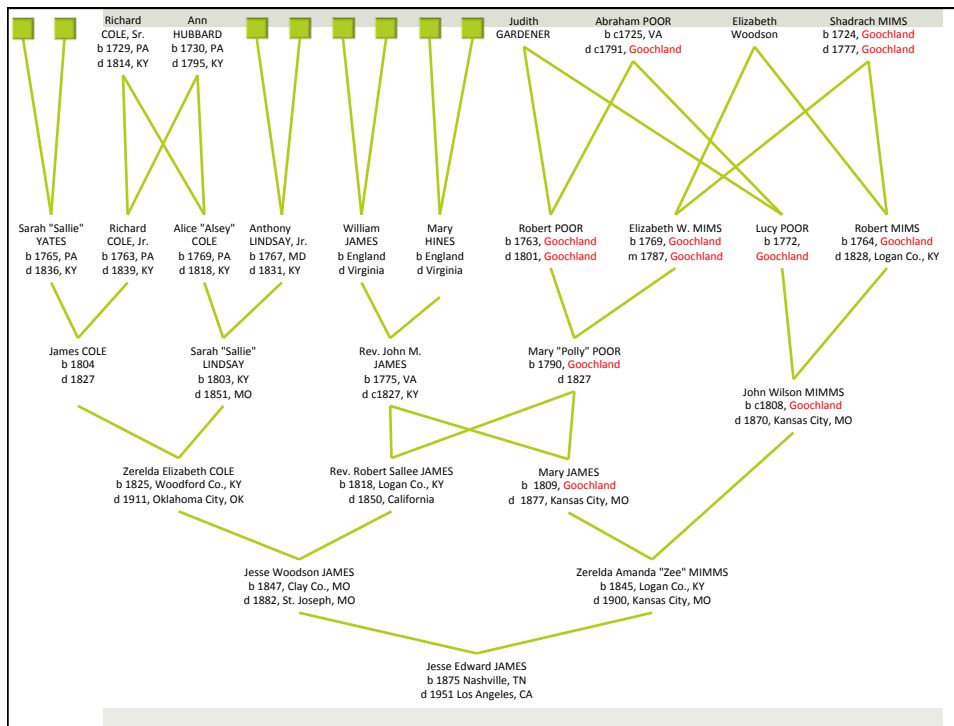 Richard
COLE, Sr.
b 1729, PA
d 1814, KY
Ann
HUBBARD
b 1730, PA
d 1795, KY
Judith
GARDENER
Abraham POOR
b c1725, VA
d c1791, Goochland
Elizabeth
Woodson
Shadrach MIMS
b 1724, Goochland
d 1777, Goochland
Sarah "Sallie"
YATES
b 1765, PA
d 1836, KY
Richard
COLE, Jr.
b 1763, PA
d 1839, KY
Alice "Alsey"
COLE
b 1769, PA
d 1818, KY
Anthony
LINDSAY, Jr.
b 1767, MD
d 1831, KY
William
JAMES
b England
d Virginia
Mary
HINES
b England
d Virginia
Robert POOR
b 1763, Goochland
d 1801, Goochland
Elizabeth W. MIMS
b 1769, Goochland
m 1787, Goochland
Lucy POOR
b 1772,
Goochland
Robert MIMS
b 1764, Goochland
d 1828, Logan Co., KY
James COLE
b 1804
d 1827
Sarah "Sallie"
LINDSAY
b 1803, KY
d 1851, MO
Rev. John M.
JAMES
b 1775, VA
d c1827, KY
Mary "Polly" POOR
b 1790, Goochland
d 1827
John Wilson MIMMS
b c1808, Goochland
d 1870, Kansas City, MO
Zerelda Elizabeth COLE
b 1825, Woodford Co., KY
d 1911, Oklahoma City, OK
Rev. Robert Sallee JAMES
b 1818, Logan Co., KY
d 1850, California
Mary JAMES
b 1809, Goochland
d 1877, Kansas City, MO
Jesse Woodson JAMES
b 1847, Clay Co., MO
d 1882, St. Joseph, MO
Zerelda Amanda "Zee" MIMMS
b 1845, Logan Co., KY
d 1900, Kansas City, MO
Jesse Edward JAMES
b 1875 Nashville, TN
d 1951 Los Angeles, CA